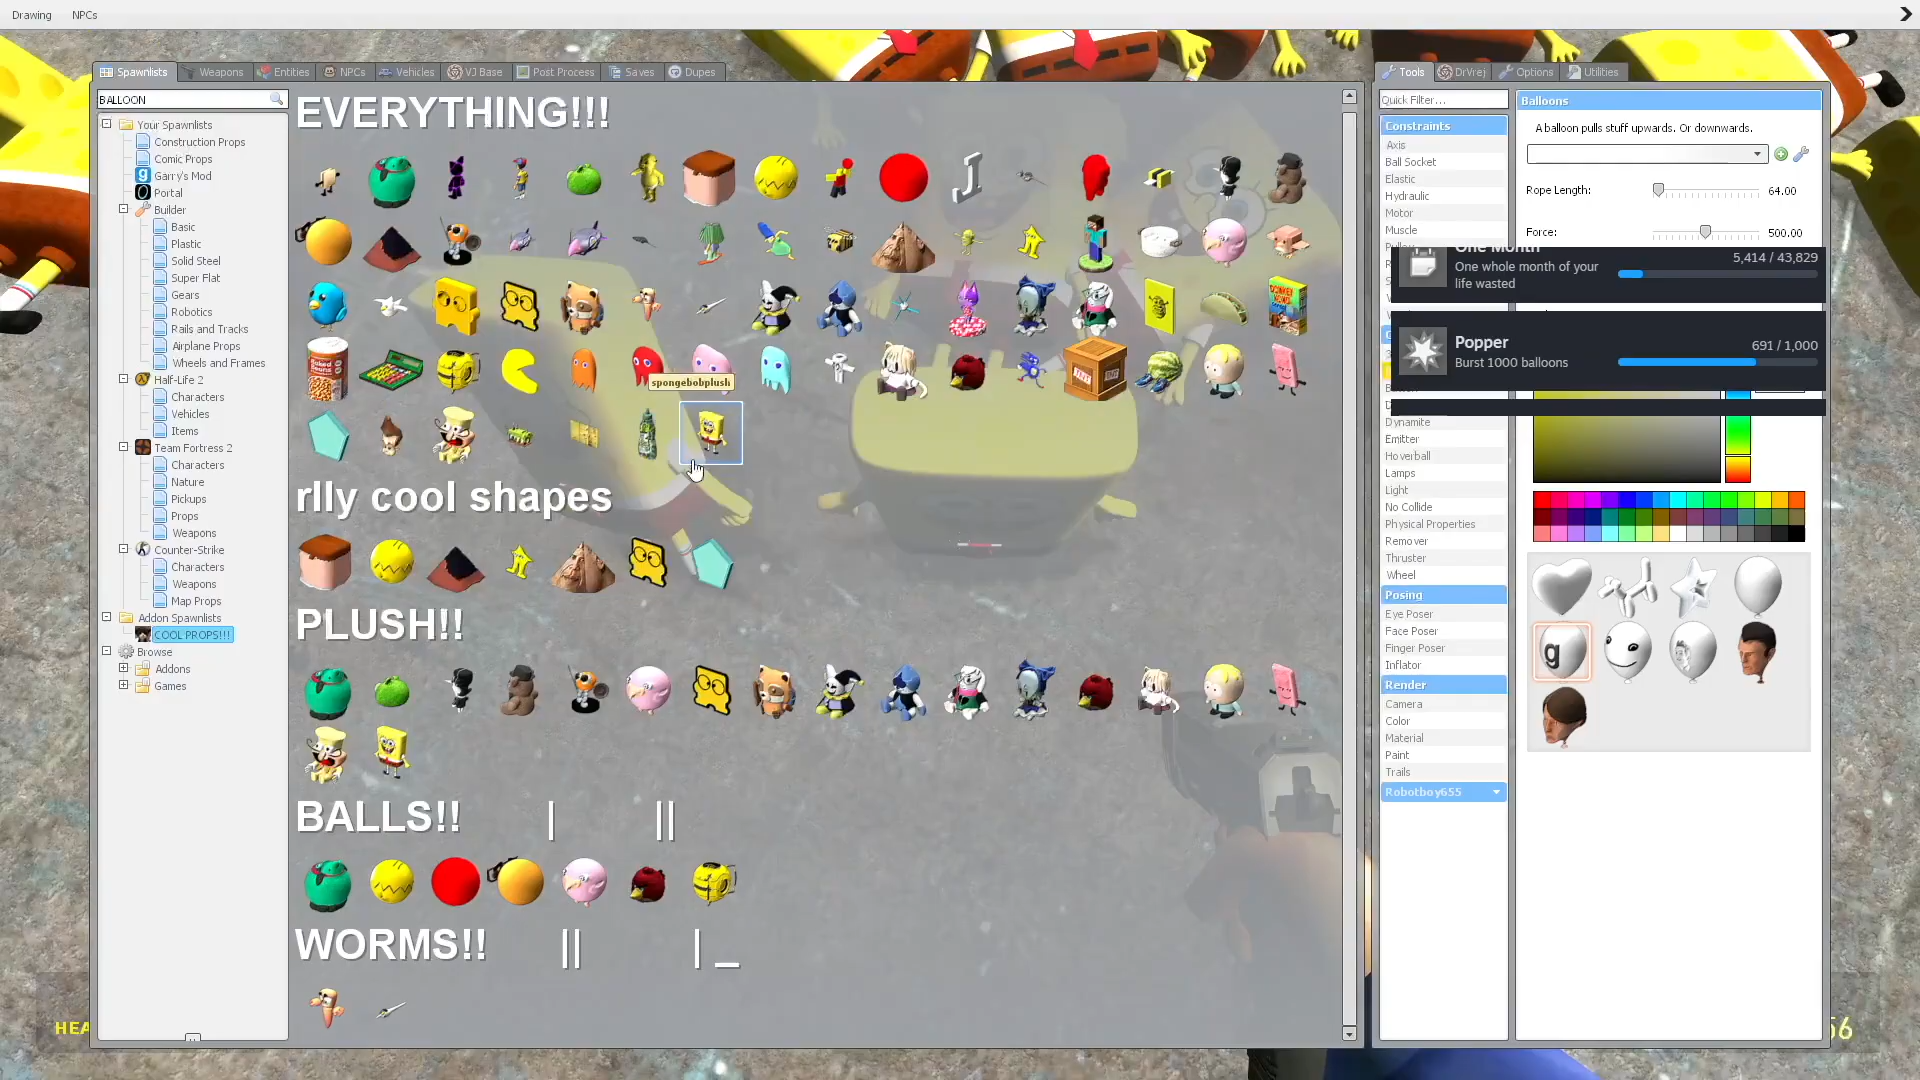 Drawing NPCs
Spawnlists Weapons Entities NPCs Vehicles VJ Base Post Process Saves Dupes
Tools DrVrej Options Utilities
BALLOON
Your Spawnlists
Construction Props
Comic Props
Garry's Mod
Portal
Builder
Basic
Plastic
Solid Steel
Super Flat
Gears
Robotics
Rails and Tracks
Airplane Props
Wheels and Frames
Half-Life 2
Characters
Vehicles
Items
Team Fortress 2
Characters
Nature
Pickups
Props
Weapons
Counter-Strike
Characters
Weapons
Map Props
Addon Spawnlists
COOL PROPS!!!
Browse
Addons
Games
EVERYTHING!!!
spongebobplush
rlly cool shapes
PLUSH!!
BALLS!! | ||
WORMS!! || | _
Quick Filter...
Constraints
Axis
Ball Socket
Elastic
Hydraulic
Motor
Muscle
Dynamite
Emitter
Hoverball
Lamps
Light
No Collide
Physical Properties
Remover
Thruster
Wheel
Posing
Eye Poser
Face Poser
Finger Poser
Inflator
Render
Camera
Color
Material
Paint
Trails
Robotboy655
Balloons
A balloon pulls stuff upwards. Or downwards.
Rope Length: 64.00
Force: 500.00
One Month
5,414 / 43,829
One whole month of your
life wasted
Popper
691 / 1,000
Burst 1000 balloons
g
HEA